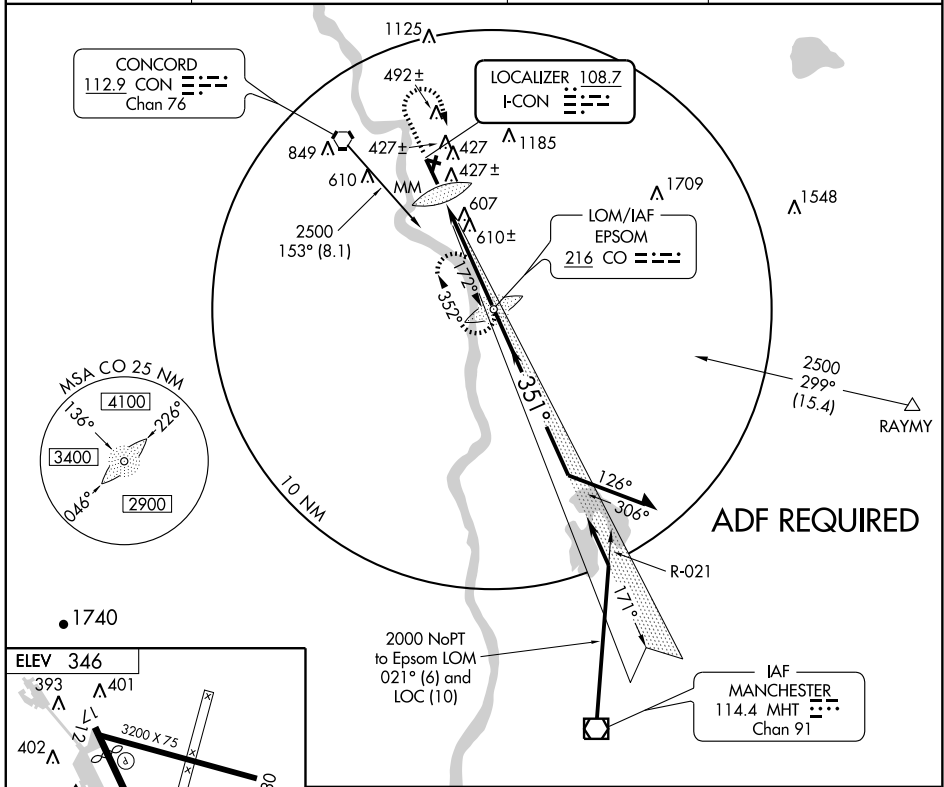 1125
CONCORD
112.9 CON
Chan 76
492±
LOCALIZER 108.7
I-CON
849
427±
427
1185
427±
610
MM
1709
1548
607
610±
2500
153° (8.1)
LOM/IAF
EPSOM
216 CO
172°
352°
MSA CO 25 NM
136°
4100
226°
3400
046°
2900
351°
2500
299°
(15.4)
RAYMY
10 NM
126°
306°
ADF REQUIRED
R-021
171°
1740
2000 NoPT
to Epsom LOM
021° (6) and
LOC (10)
IAF
MANCHESTER
114.4 MHT
Chan 91
ELEV 346
393
401
17
12
3200 X 75
402
P
x
x
x
08